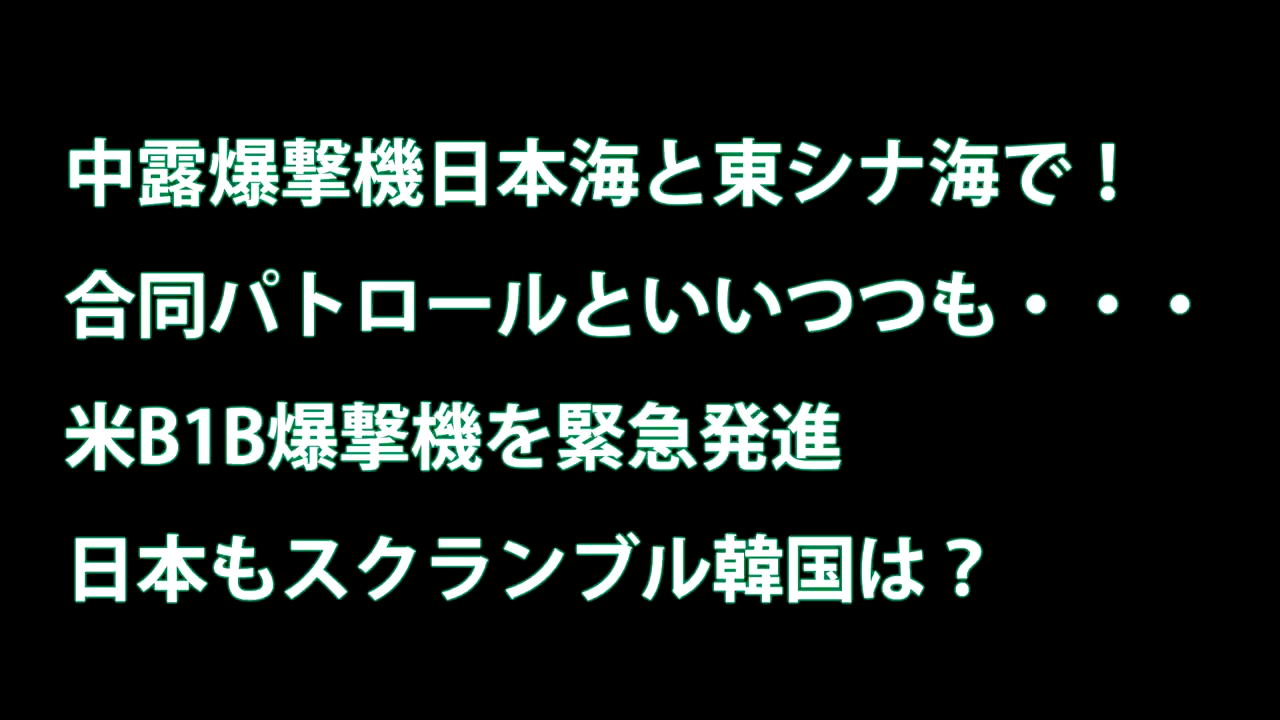 中露爆撃機日本海と東シナ海で！
合同パトロールといいつつも・・・
米B1B爆撃機を緊急発進
日本もスクランブル韓国は？